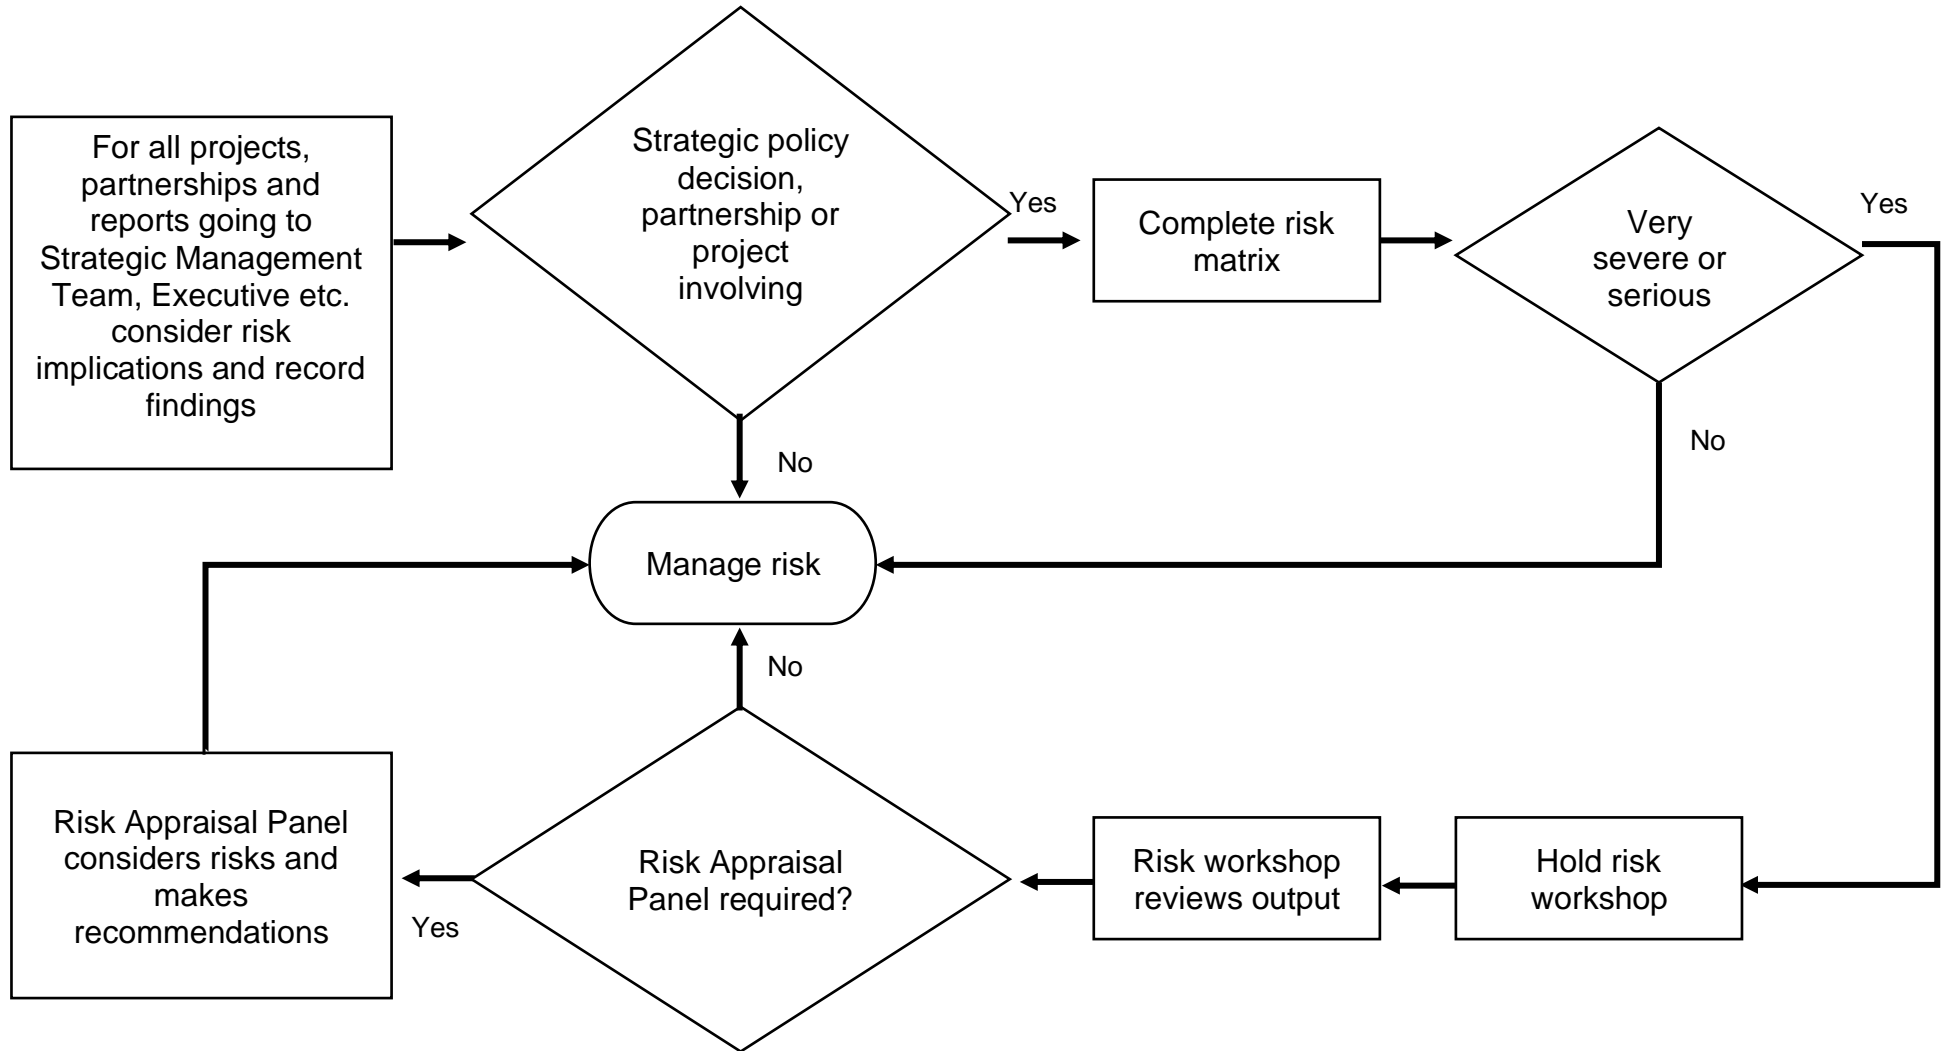 For all projects,
partnerships and
reports going to
Strategic Management
Team, Executive etc.
consider risk
implications and record
findings
Strategic policy
decision,
partnership or
project
involving
Yes
Complete risk
matrix
Very
severe or
serious
Yes
No
No
Manage risk
No
Risk Appraisal Panel
considers risks and
makes
recommendations
Yes
Risk Appraisal
Panel required?
Risk workshop
reviews output
Hold risk
workshop